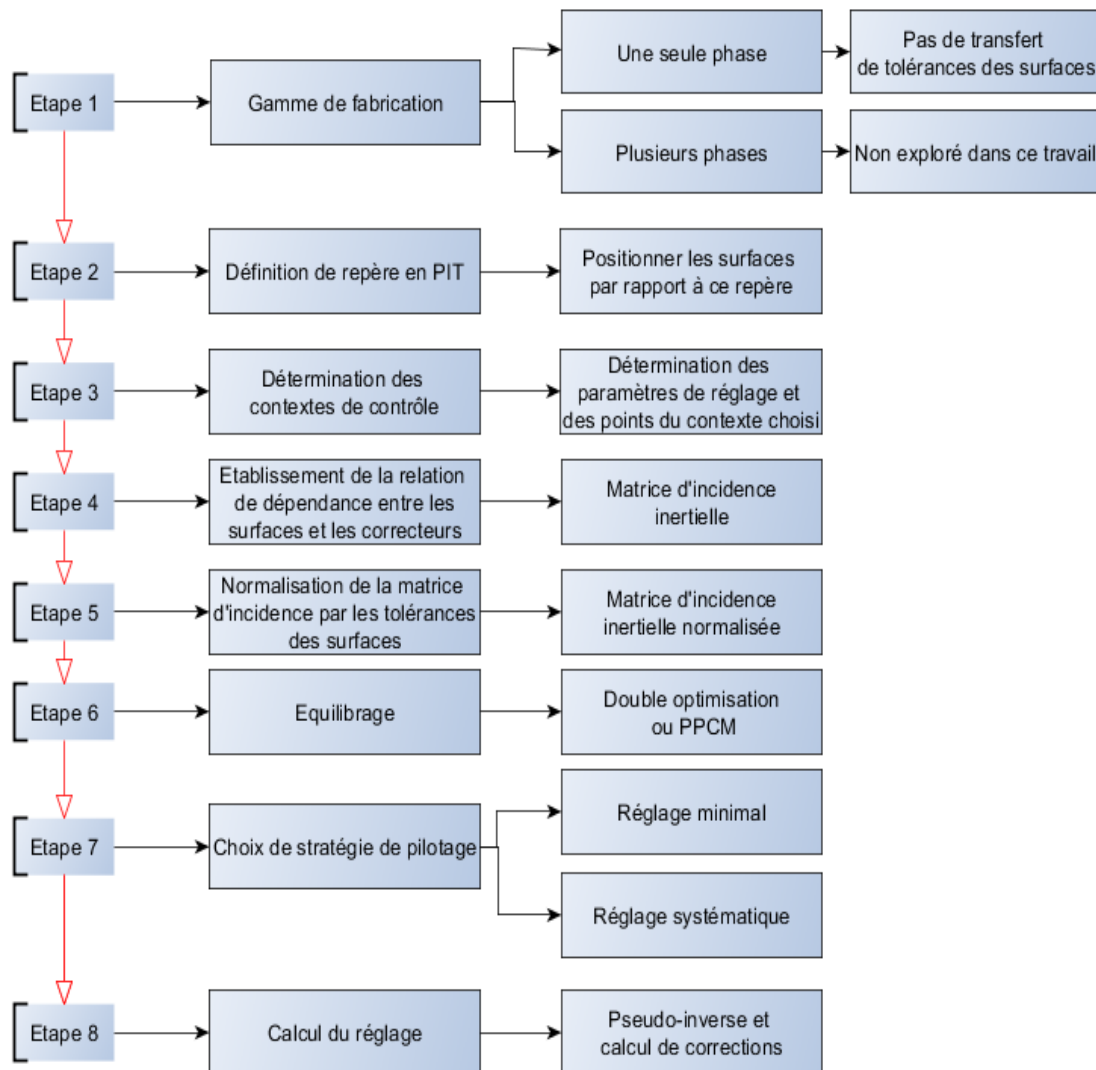 Etape 1
Gamme de fabrication
Une seule phase
Pas de transfert
de tolérances des surfaces
Plusieurs phases
Non exploré dans ce travail
Etape 2
Définition de repère en PIT
Positionner les surfaces
par rapport à ce repère
Etape 3
Détermination des
contextes de contrôle
Détermination des
paramètres de réglage et
des points du contexte choisi
Etape 4
Etablissement de la relation
de dépendance entre les
surfaces et les correcteurs
Matrice d'incidence
inertielle
Etape 5
Normalisation de la matrice
d'incidence par les tolérances
des surfaces
Matrice d'incidence
inertielle normalisée
Etape 6
Equilibrage
Double optimisation
ou PPCM
Etape 7
Choix de stratégie de pilotage
Réglage minimal
Réglage systématique
Etape 8
Calcul du réglage
Pseudo-inverse et
calcul de corrections